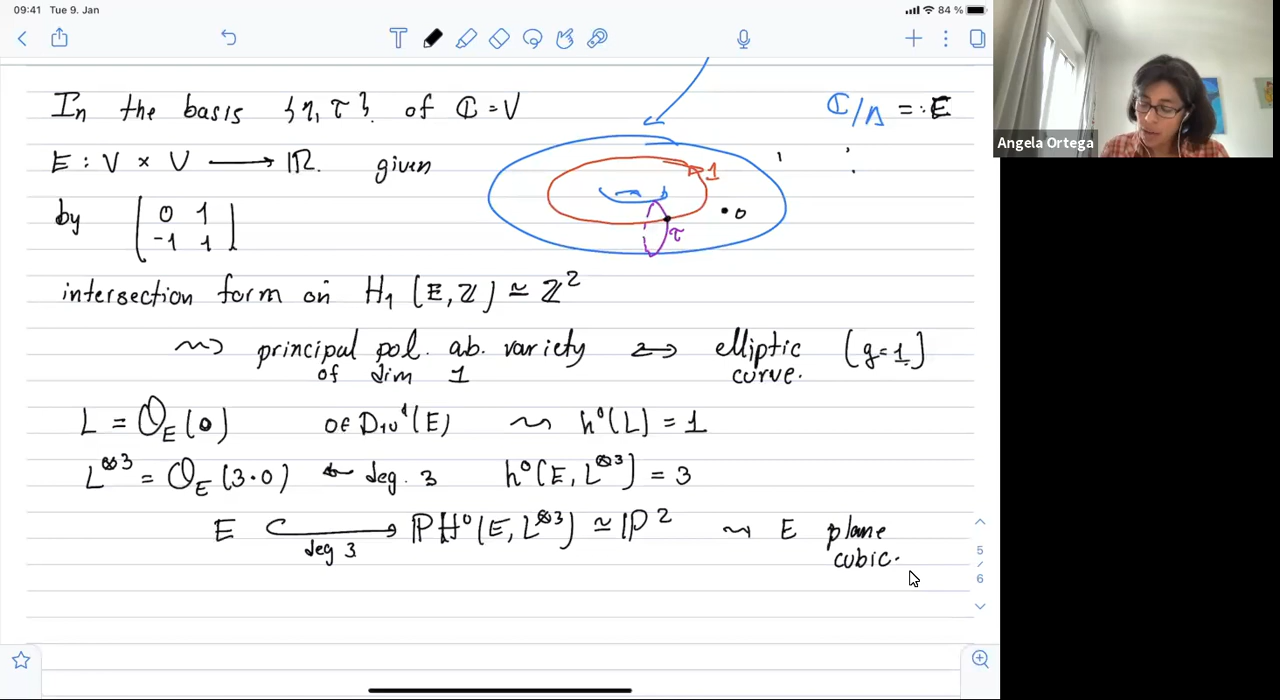 09:41 Tue 9. Jan 84 %
In the basis {1, τ} of ℂ = V
ℂ/Λ =: E
E : V × V ⟶ ℝ given
by [ 0 1
-1 1 ]
1
τ
0
intersection form on H₁(E, ℤ) ≃ ℤ²
⇝ principal pol. ab. variety ⟷ elliptic (g=1)
of dim 1 curve.
L = 𝒪_E(0) 0 ∈ Div¹(E) ⇝ h⁰(L) = 1
L^{⊗3} = 𝒪_E(3·0) ← deg. 3 h⁰(E, L^{⊗3}) = 3
E ↪ ℙH⁰(E, L^{⊗3}) ≃ ℙ² ⇝ E plane
deg 3 cubic.
5
/
6
Angela Ortega